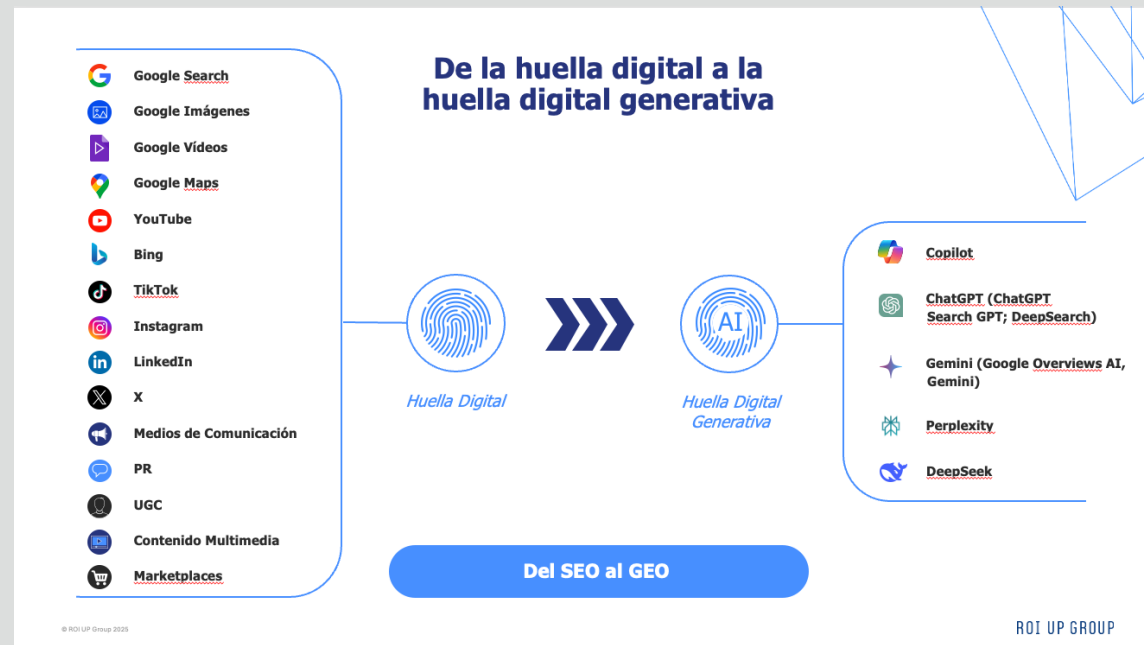 De la huella digital a la
huella digital generativa
Google Search
Google Imágenes
Google Vídeos
Google Maps
YouTube
Bing
TikTok
Instagram
LinkedIn
X
Medios de Comunicación
PR
UGC
Contenido Multimedia
Marketplaces
Huella Digital
AI
Huella Digital
Generativa
Copilot
ChatGPT (ChatGPT
Search GPT; DeepSearch)
Gemini (Google Overviews AI,
Gemini)
Perplexity
DeepSeek
Del SEO al GEO
© ROI UP Group 2025
ROI UP GROUP